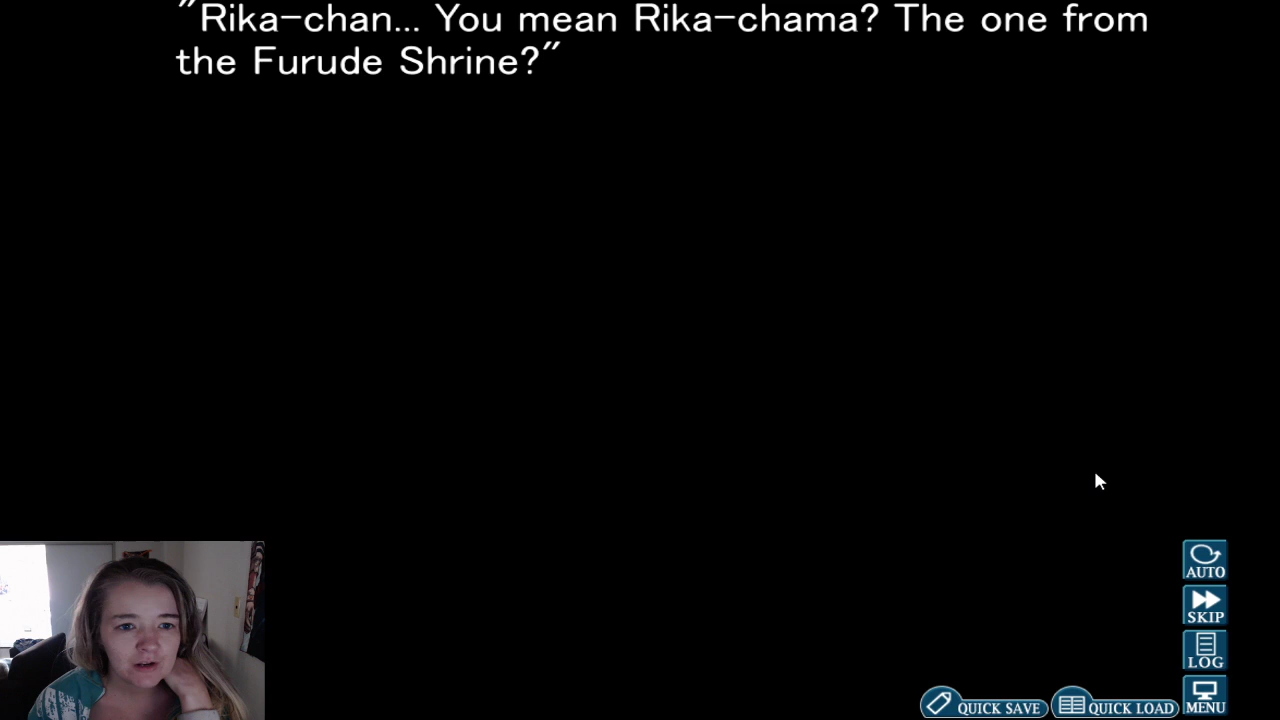 "Rika-chan... You mean Rika-chama? The one from
the Furude Shrine?"
AUTO
SKIP
LOG
QUICK SAVE
QUICK LOAD
MENU